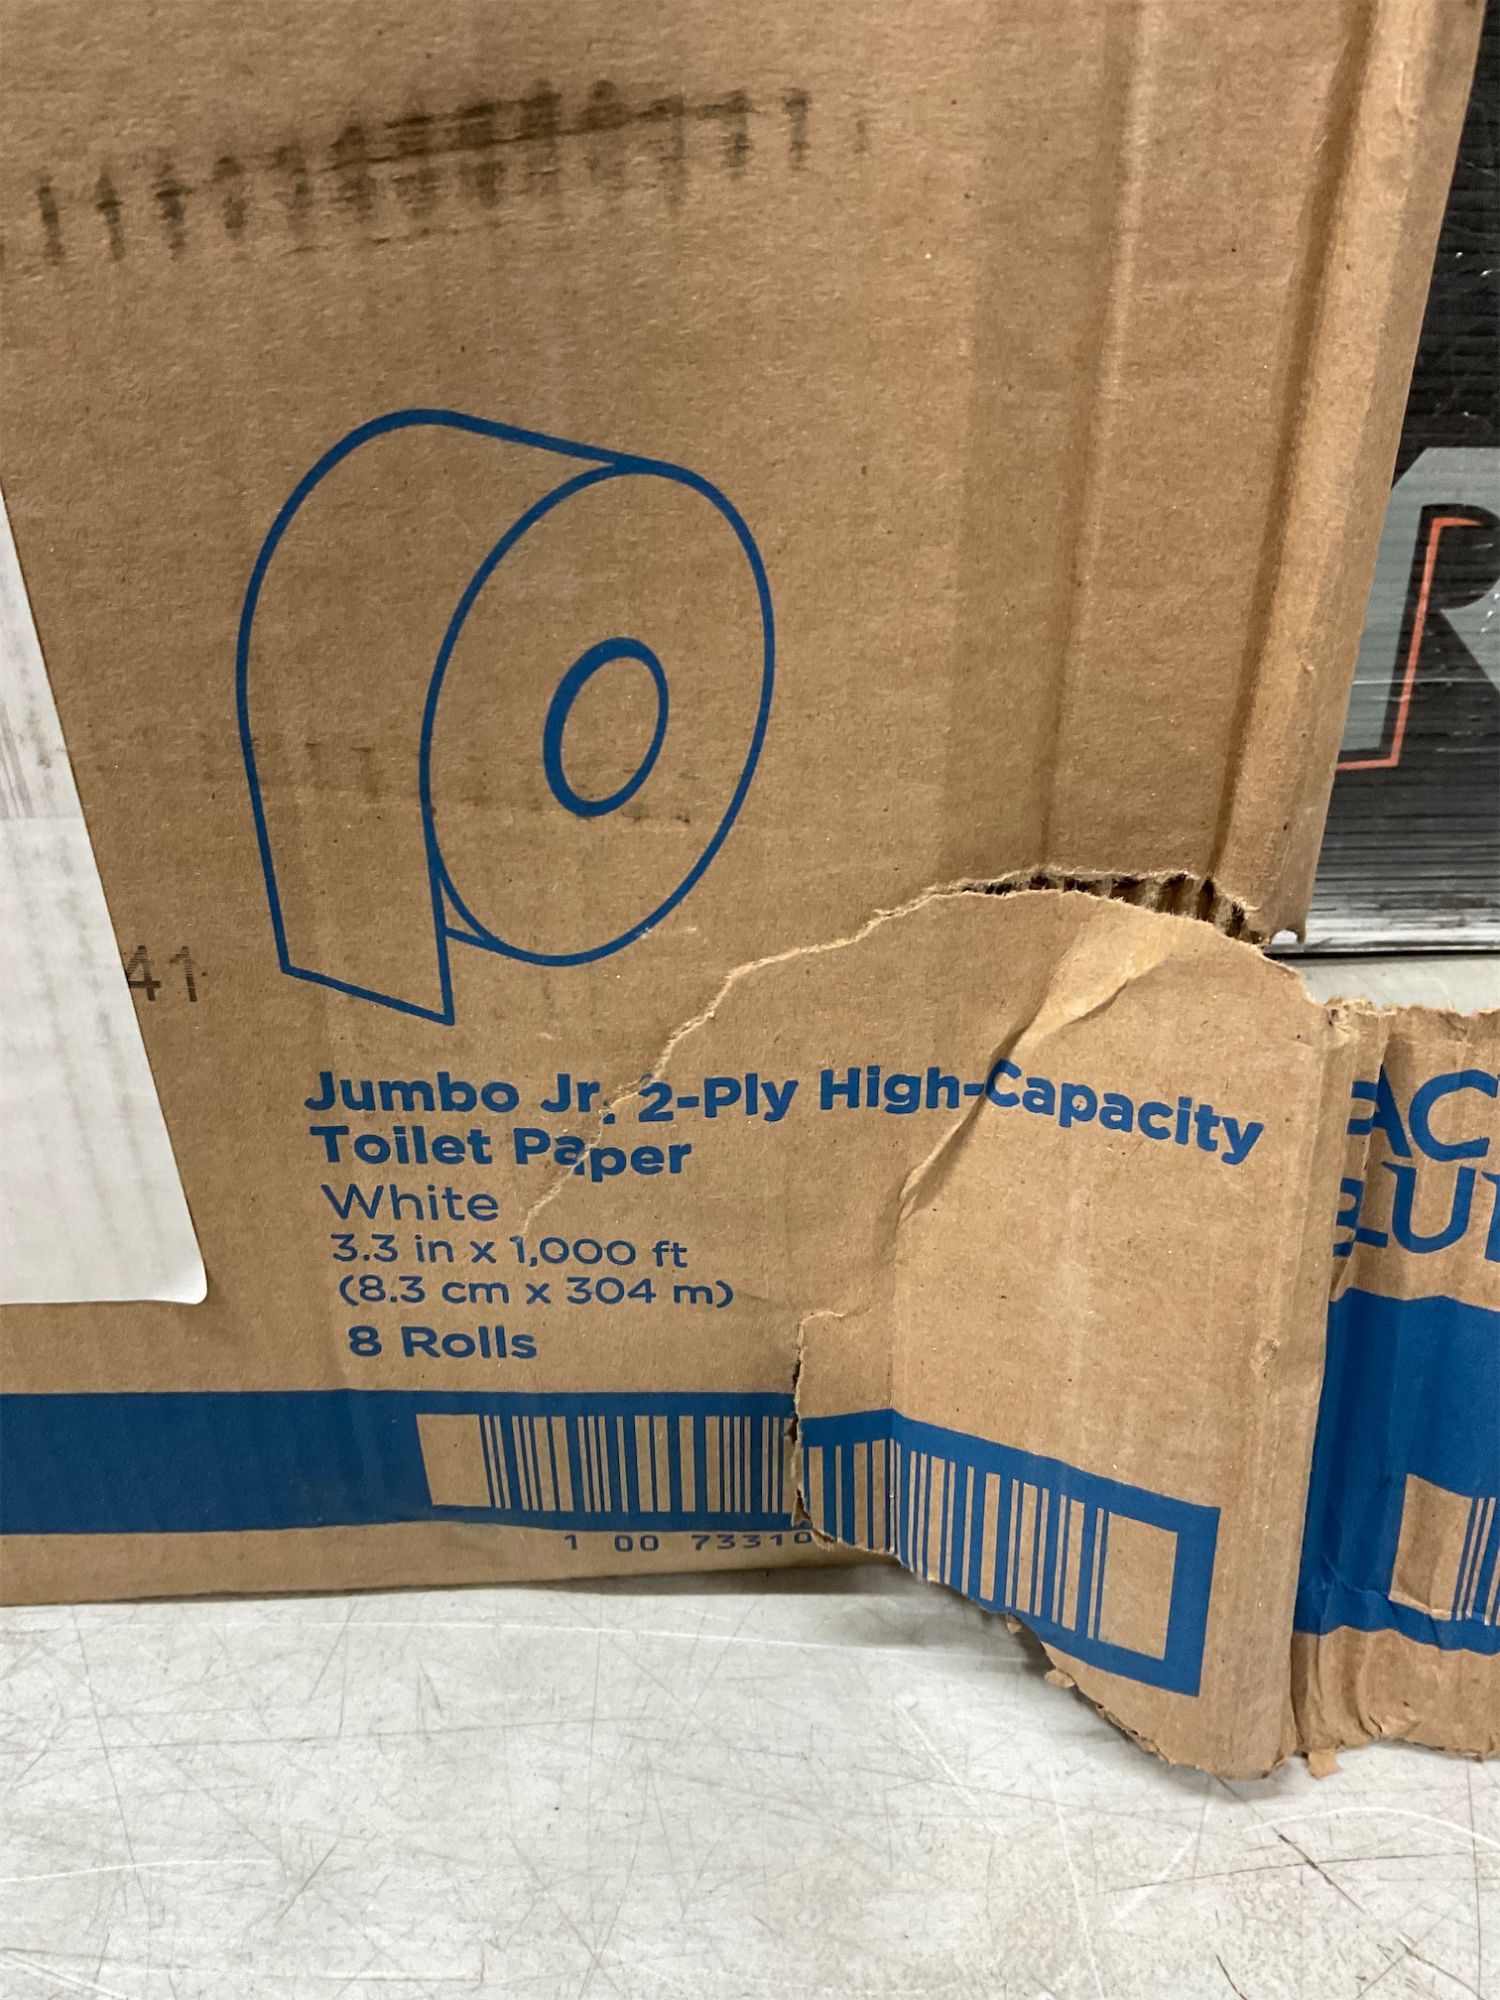 41
Jumbo Jr. 2-Ply High-Capacity
Toilet Paper
White
3.3 in x 1,000 ft
(8.3 cm x 304 m)
8 Rolls
1 00 73310